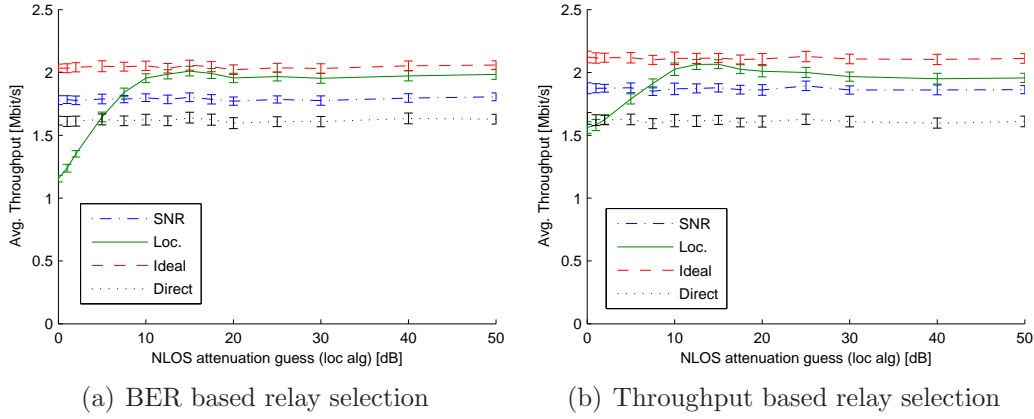 2.5
2
1.5
1
0.5
0
Avg. Throughput [Mbit/s]
SNR
Loc.
Ideal
Direct
0 10 20 30 40 50
NLOS attenuation guess (loc alg) [dB]
(a) BER based relay selection
2.5
2
1.5
1
0.5
0
Avg. Throughput [Mbit/s]
SNR
Loc.
Ideal
Direct
0 10 20 30 40 50
NLOS attenuation guess (loc alg) [dB]
(b) Throughput based relay selection